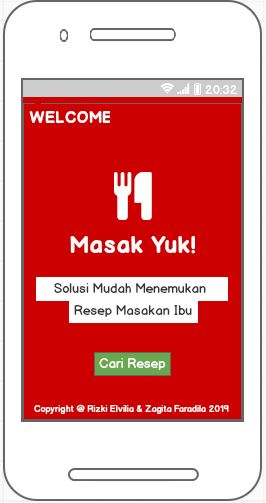 20:32
WELCOME
Masak Yuk!
Solusi Mudah Menemukan
Resep Masakan Ibu
Cari Resep
Copyright @ Rizki Elvilia & Zagita Faradila 2019